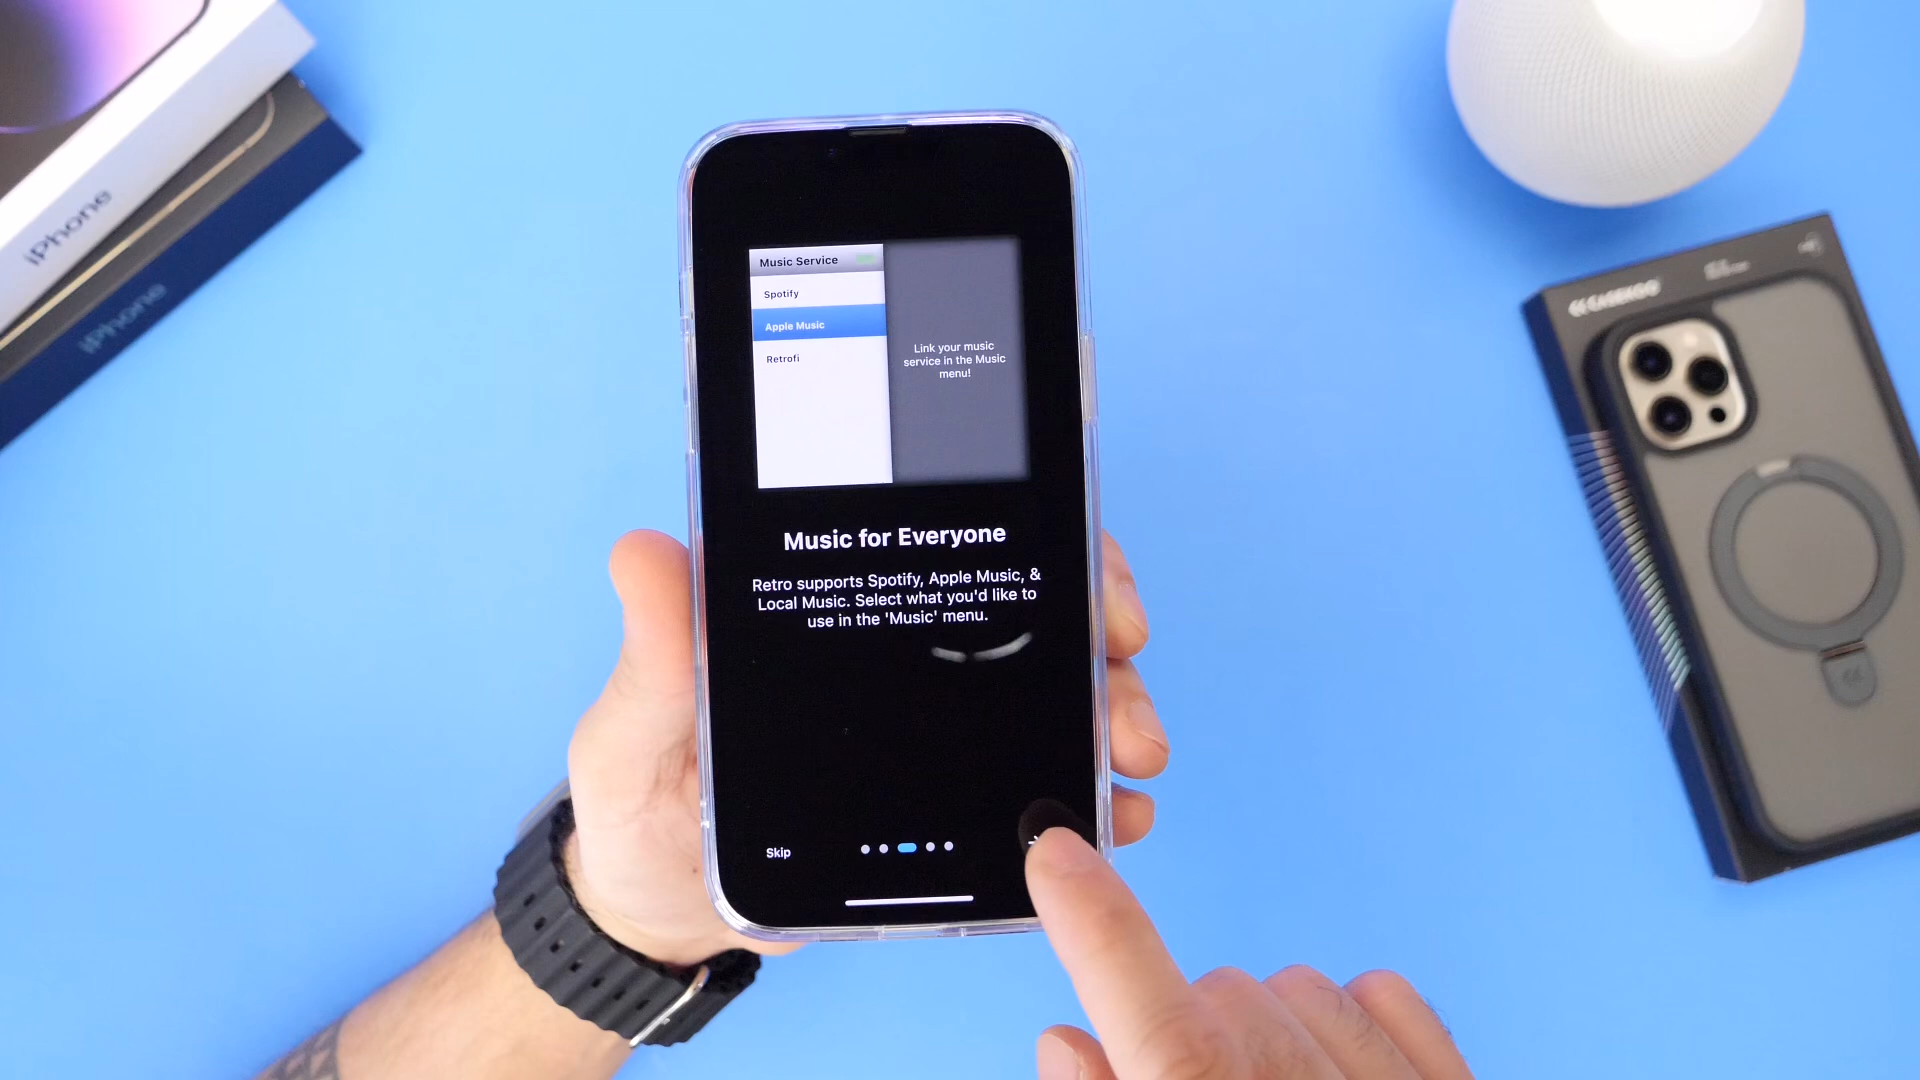 iPhone
iPhone
Music Service
Spotify
Apple Music
Retrofi
Link your music
service in the Music
menu!
Music for Everyone
Retro supports Spotify, Apple Music, &
Local Music. Select what you'd like to
use in the 'Music' menu.
Skip